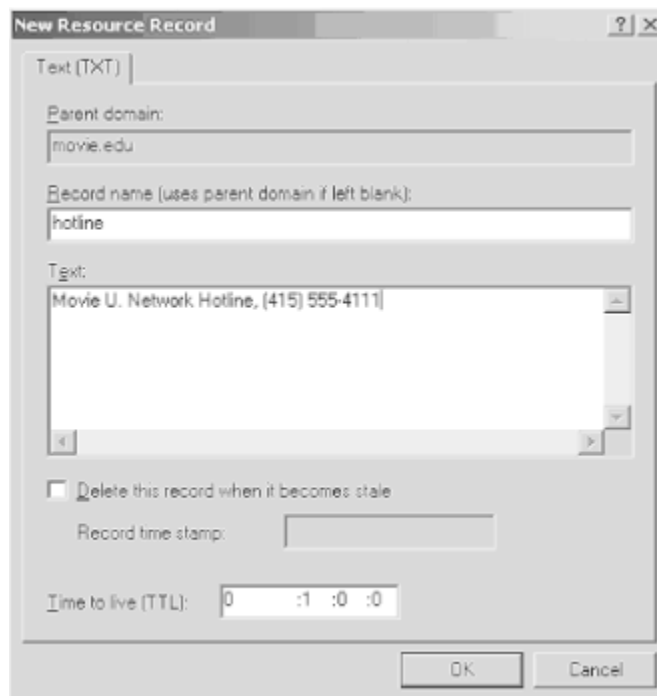 New Resource Record
Text (TXT)
Parent domain:
movie.edu
Record name (uses parent domain if left blank):
hotline
Text:
Movie U. Network Hotline, (415) 555-4111
Delete this record when it becomes stale
Record time stamp:
Time to live (TTL): 0 :1 :0 :0
OK Cancel